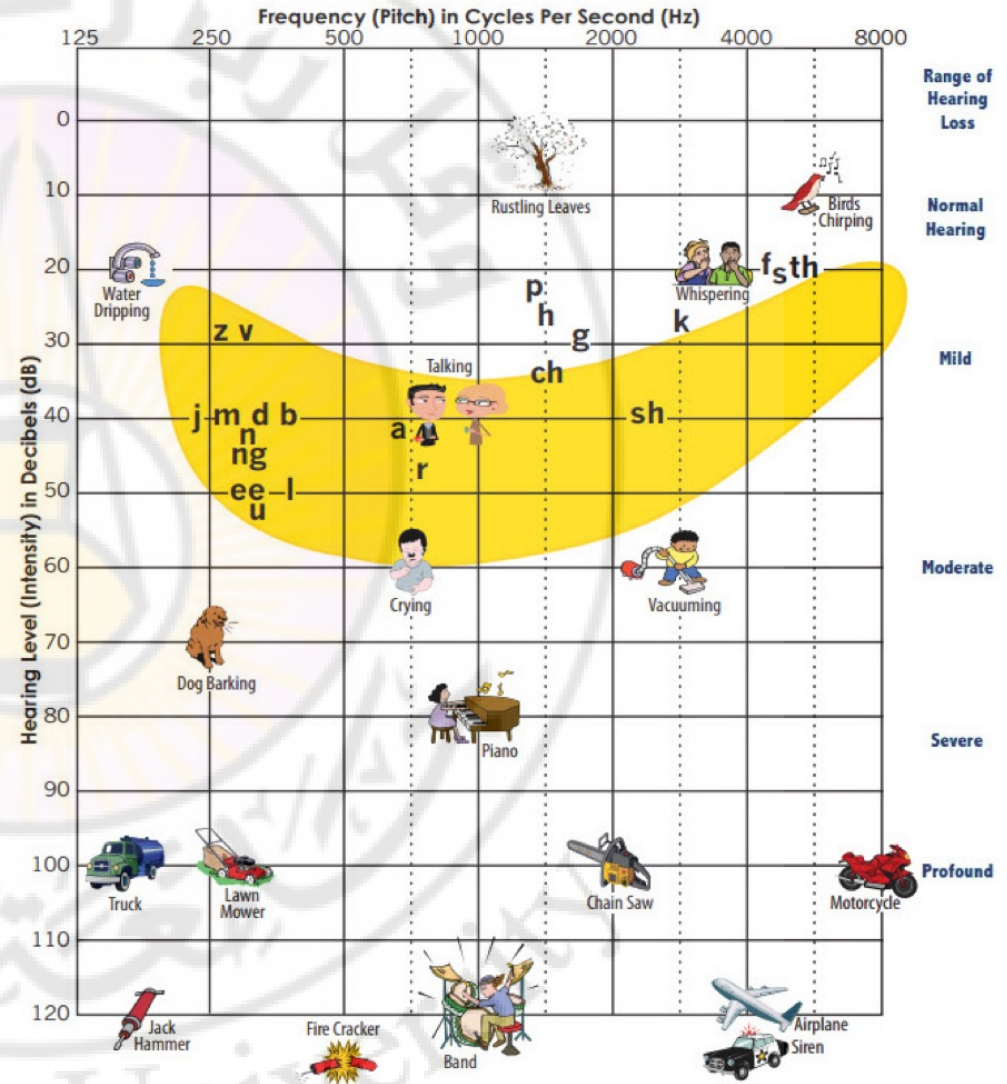 Frequency (Pitch) in Cycles Per Second (Hz)
125 250 500 1000 2000 4000 8000
Range of
Hearing
Loss
0
10
Rustling Leaves
Birds
Chirping
Normal
Hearing
20
Water
Dripping
Whispering
f s th
p
h
g
k
z v
30
Talking
ch
Mild
40
j m d b
n
ng
a
sh
r
50
ee l
u
60
Crying
Vacuuming
Moderate
70
Dog Barking
80
Piano
Severe
90
100
Truck
Lawn
Mower
Chain Saw
Motorcycle
Profound
110
120
Jack
Hammer
Fire Cracker
Band
Airplane
Siren
Hearing Level (Intensity) in Decibels (dB)
University